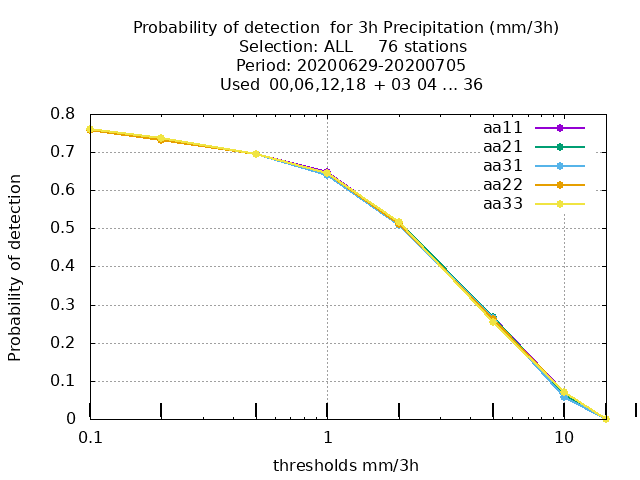 Probability of detection  for 3h Precipitation (mm/3h)
Selection: ALL     76 stations
Period: 20200629-20200705
Used  00,06,12,18  + 03 04 ... 36
0.8
0.7
0.6
0.5
0.4
0.3
0.2
0.1
0
Probability of detection
aa11
aa21
aa31
aa22
aa33
0.1
1
10
thresholds mm/3h